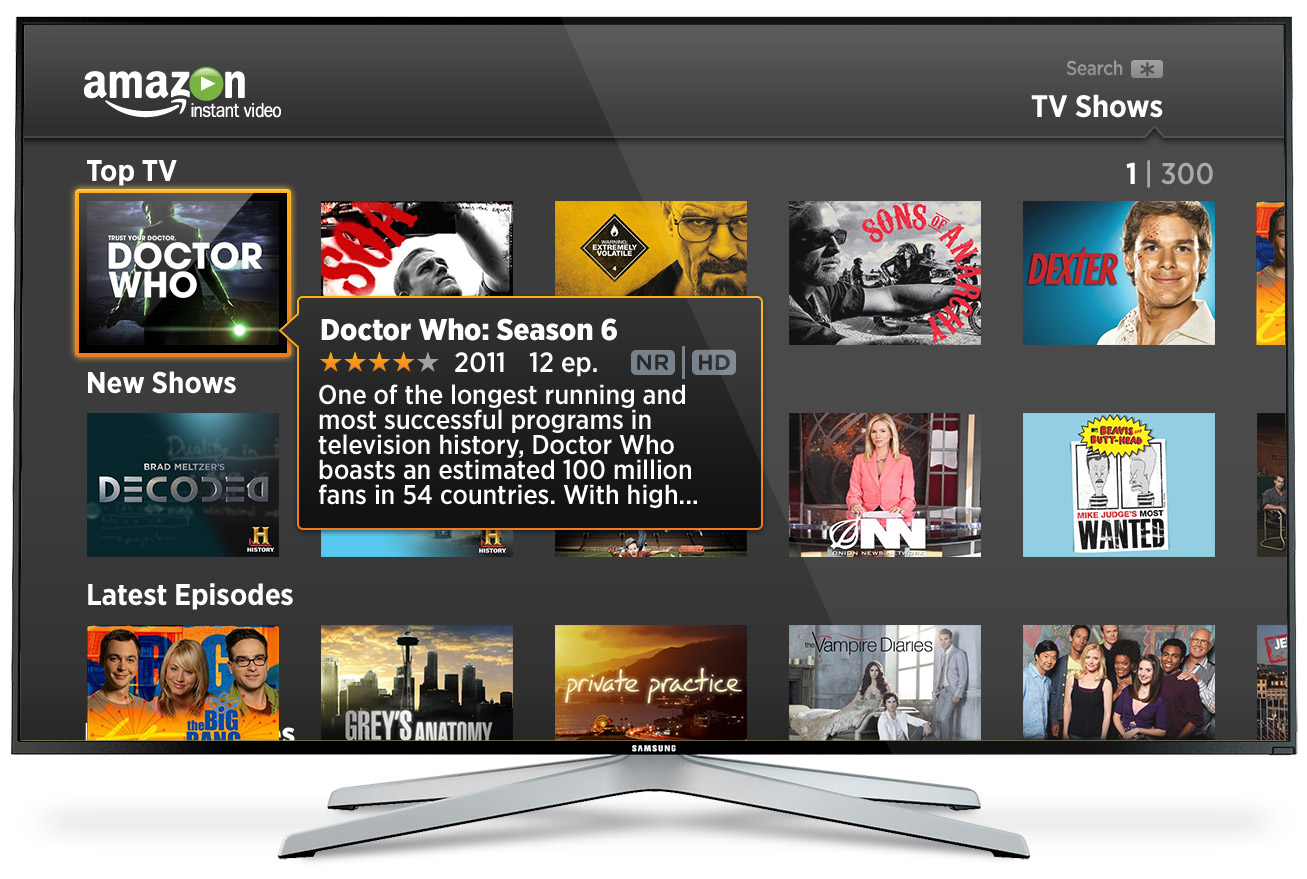 amazon
instant video
Search *
TV Shows
Top TV
1 | 300
TRUST YOUR DOCTOR.
DOCTOR
WHO
SOA
WARNING:
EXTREMELY
VOLATILE
4
SONS OF ANARCHY
DEXTER
Doctor Who: Season 6
2011 12 ep. NR | HD
One of the longest running and
most successful programs in
television history, Doctor Who
boasts an estimated 100 million
fans in 54 countries. With high...
New Shows
BRAD MELTZER'S
DECODED
H
HISTORY
H
HISTORY
ONN
ONION NEWS NETWORK
BEAVIS AND
BUTT-HEAD
MIKE JUDGE'S MOST
WANTED
Latest Episodes
the BIG
BANG
GREY'S ANATOMY
private practice
the Vampire Diaries
JE
SAMSUNG